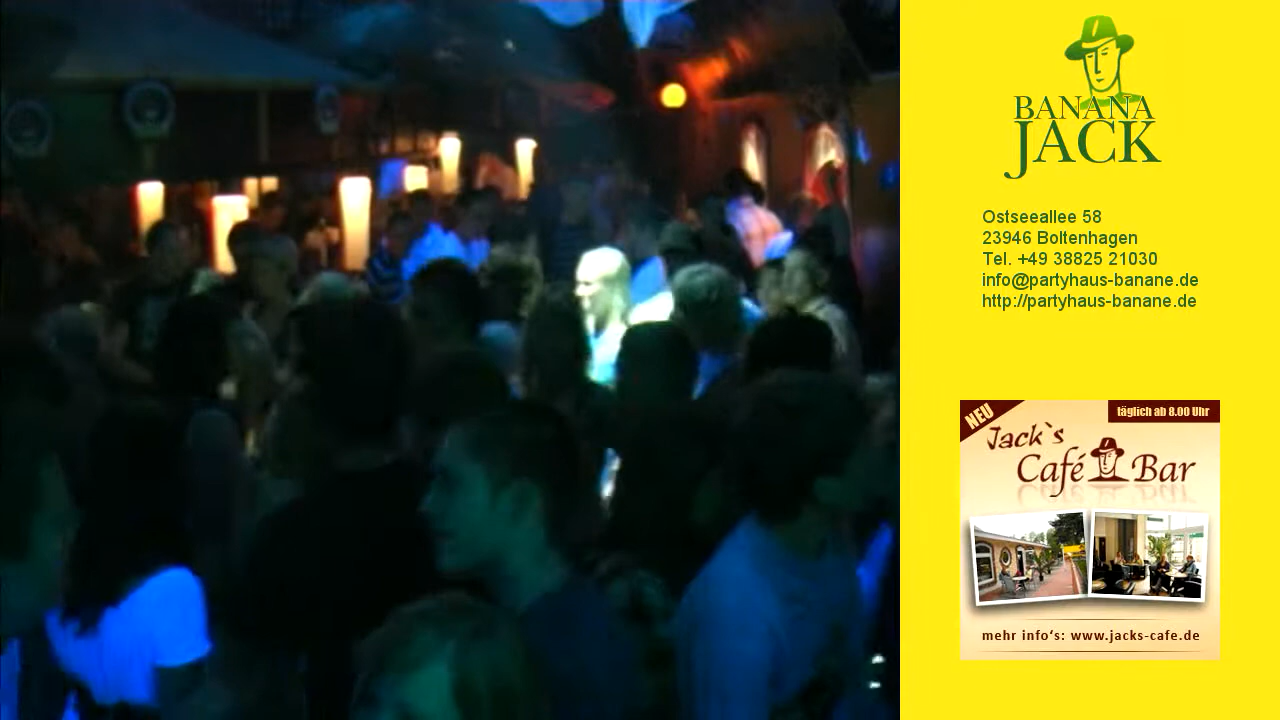 BANANA
JACK
Ostseeallee 58
23946 Boltenhagen
Tel. +49 38825 21030
info@partyhaus-banane.de
http://partyhaus-banane.de
NEU
täglich ab 8.00 Uhr
Jack`s
Café Bar
mehr info's: www.jacks-cafe.de